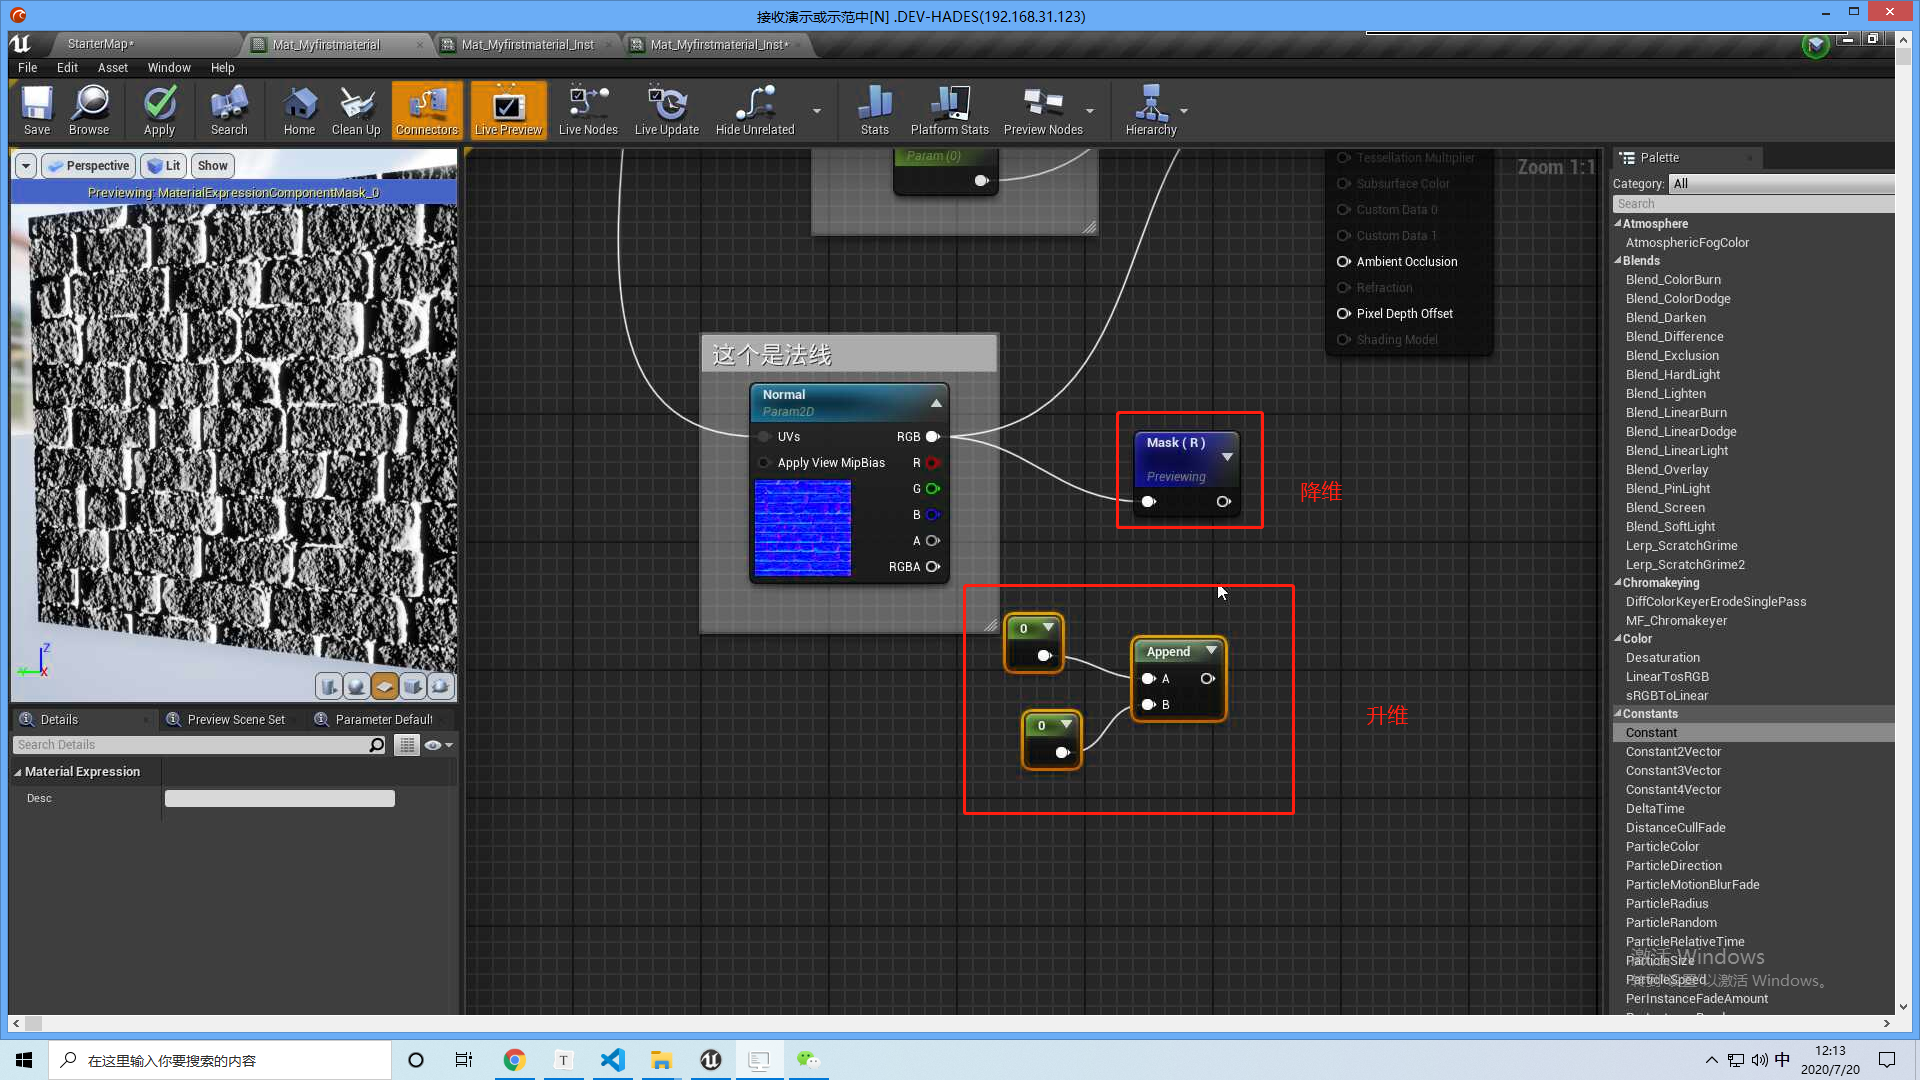 接收演示或示范中[N] .DEV-HADES(192.168.31.123)
StarterMap*
Mat_Myfirstmaterial
Mat_Myfirstmaterial_Inst
Mat_Myfirstmaterial_Inst*
File Edit Asset Window Help
Save Browse Apply Search Home Clean Up Connectors Live Preview Live Nodes Live Update Hide Unrelated Stats Platform Stats Preview Nodes Hierarchy
Perspective Lit Show
Previewing: MaterialExpressionComponentMask_0
Z
X
Details Preview Scene Set Parameter Defaul
Search Details
Material Expression
Desc
Zoom 1:1
Param (0)
Tessellation Multiplier
Subsurface Color
Custom Data 0
Custom Data 1
Ambient Occlusion
Refraction
Pixel Depth Offset
Shading Model
这个是法线
Normal
Param2D
UVs RGB
Apply View MipBias R
G
B
A
RGBA
Mask ( R )
Previewing
降维
0
Append
A
B
0
升维
Palette
Category: All
Search
Atmosphere
AtmosphericFogColor
Blends
Blend_ColorBurn
Blend_ColorDodge
Blend_Darken
Blend_Difference
Blend_Exclusion
Blend_HardLight
Blend_Lighten
Blend_LinearBurn
Blend_LinearDodge
Blend_LinearLight
Blend_Overlay
Blend_PinLight
Blend_Screen
Blend_SoftLight
Lerp_ScratchGrime
Lerp_ScratchGrime2
Chromakeying
DiffColorKeyerErodeSinglePass
MF_Chromakeyer
Color
Desaturation
LinearTosRGB
sRGBToLinear
Constants
Constant
Constant2Vector
Constant3Vector
Constant4Vector
DeltaTime
DistanceCullFade
ParticleColor
ParticleDirection
ParticleMotionBlurFade
ParticleRadius
ParticleRandom
ParticleRelativeTime
ParticleSize
ParticleSpeed
PerInstanceFadeAmount
激活 Windows
转到"设置"以激活 Windows。
在这里输入你要搜索的内容
中
12:13
2020/7/20